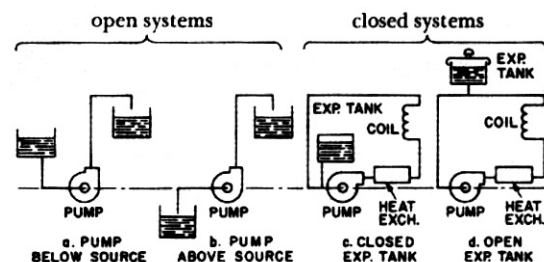 open systems
closed systems
EXP.
TANK
EXP. TANK
COIL
COIL
PUMP
PUMP
PUMP
HEAT
EXCH.
PUMP
HEAT
EXCH.
a. PUMP
BELOW SOURCE
b. PUMP
ABOVE SOURCE
c. CLOSED
EXP. TANK
d. OPEN
EXP. TANK